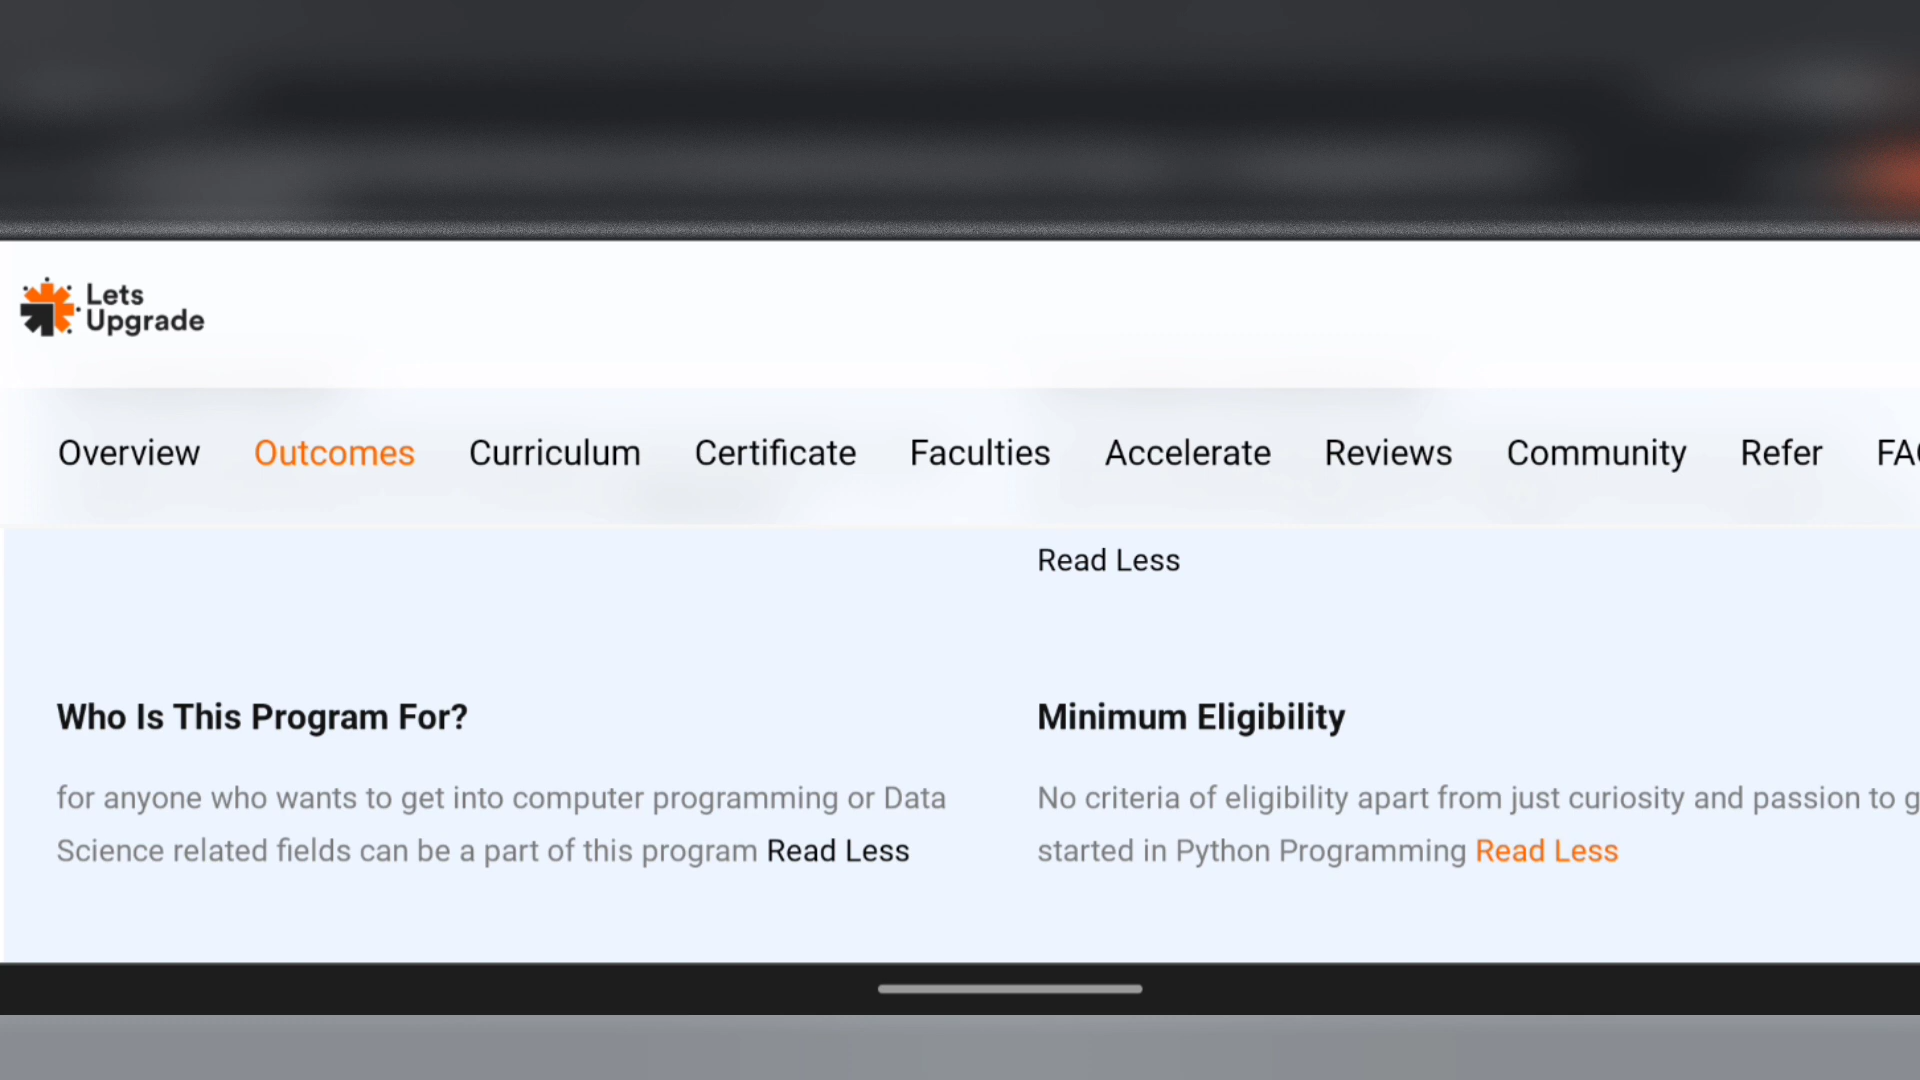 Lets
Upgrade
Overview Outcomes Curriculum Certificate Faculties Accelerate Reviews Community Refer
Read Less
Who Is This Program For?
Minimum Eligibility
for anyone who wants to get into computer programming or Data
Science related fields can be a part of this program Read Less
No criteria of eligibility apart from just curiosity and passion to
started in Python Programming Read Less